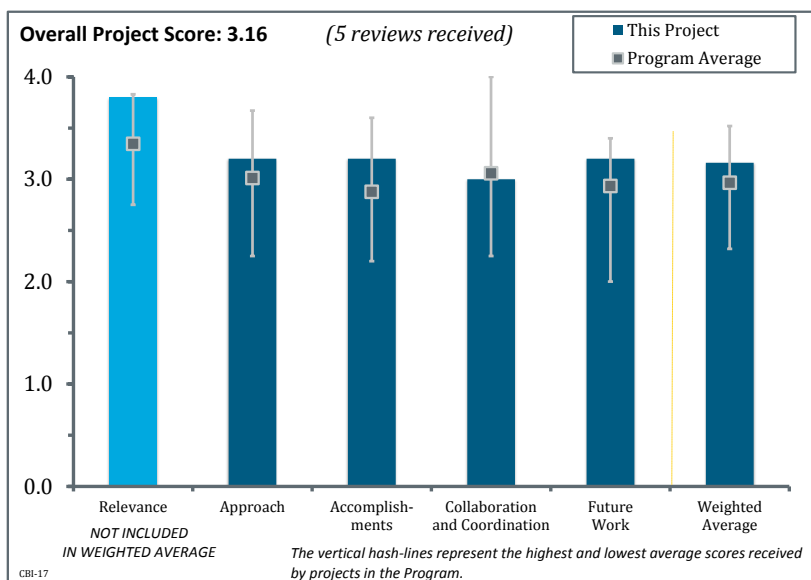 Overall Project Score: 3.16 (5 reviews received)
This Project
Program Average
4.0
3.0
2.0
1.0
0.0
Relevance
Approach
Accomplish-
ments
Collaboration
and Coordination
Future
Work
Weighted
Average
NOT INCLUDED
IN WEIGHTED AVERAGE
The vertical hash-lines represent the highest and lowest average scores received
by projects in the Program.
CBI-17